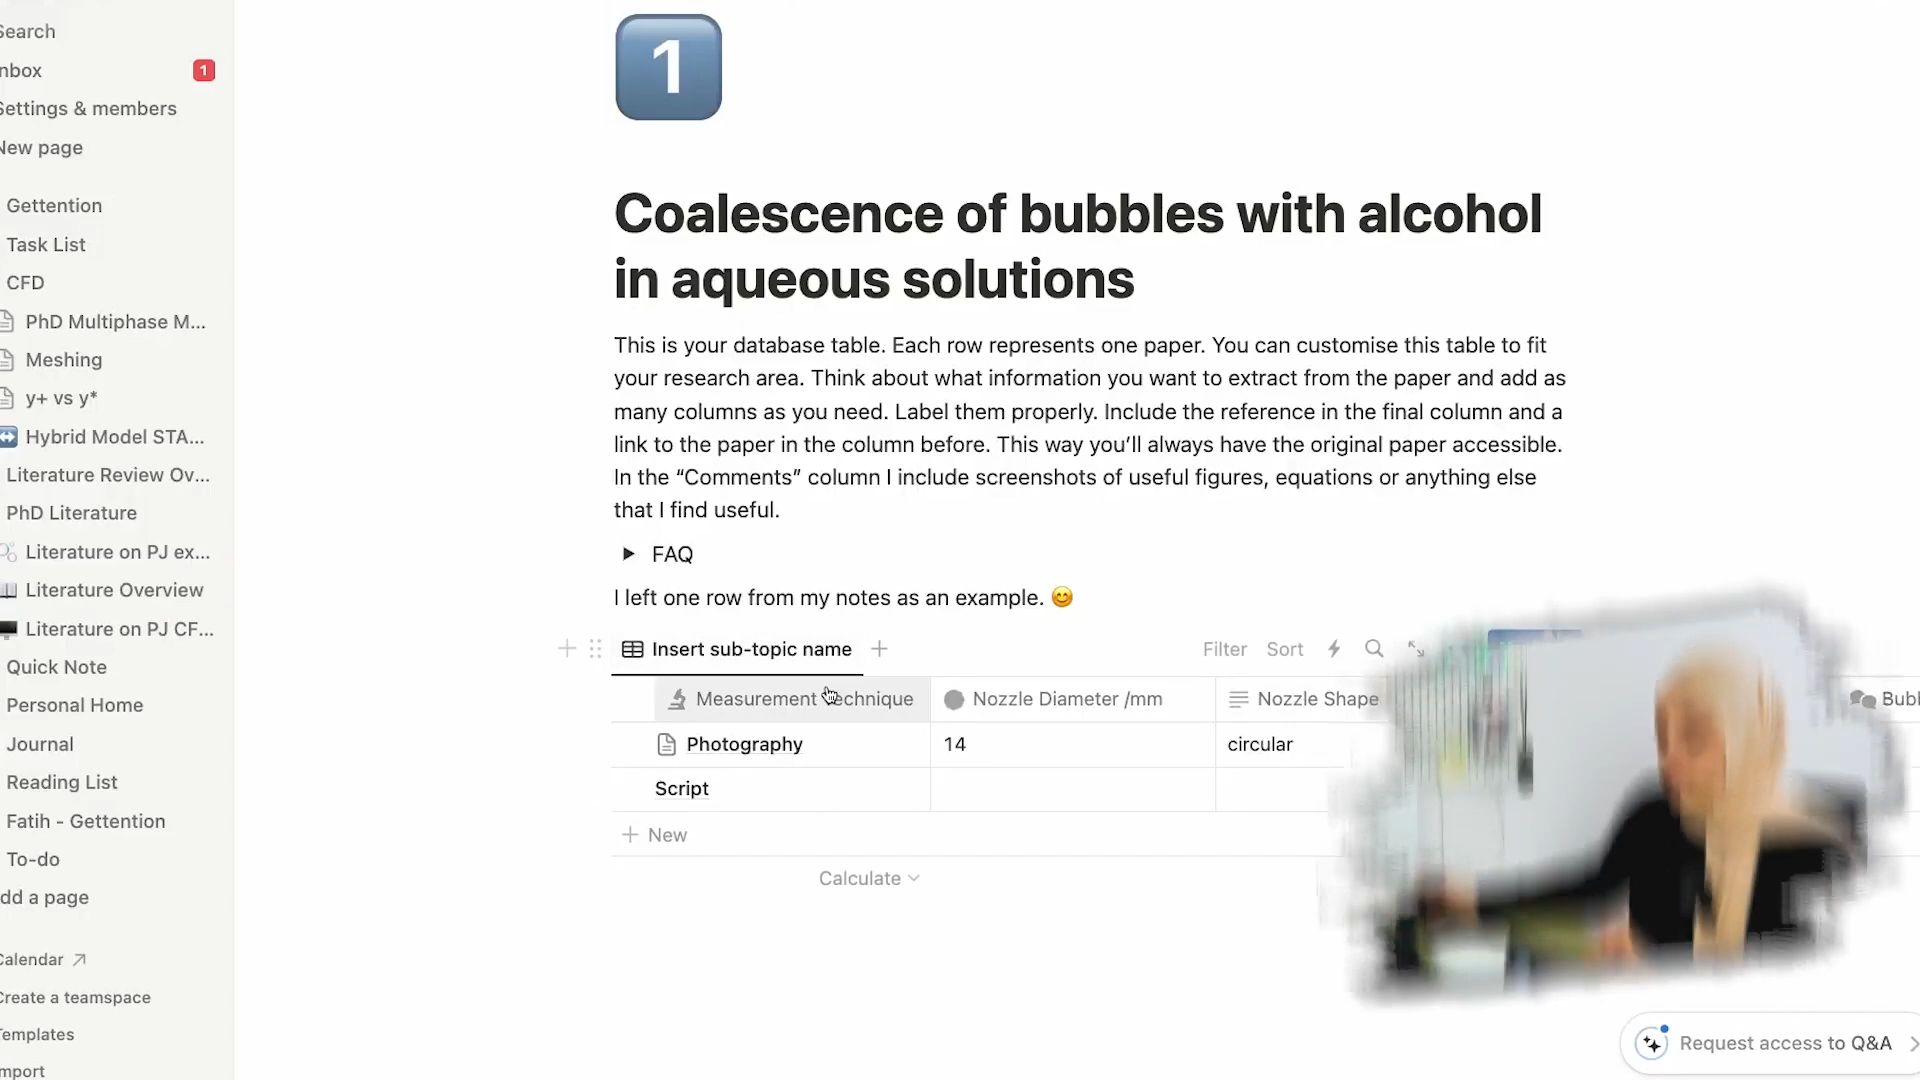 Search
nbox
1
Settings & members
New page
Gettention
Task List
CFD
PhD Multiphase M...
Meshing
y+ vs y*
Hybrid Model STA...
Literature Review Ov...
PhD Literature
Literature on PJ ex...
Literature Overview
Literature on PJ CF...
Quick Note
Personal Home
Journal
Reading List
Fatih - Gettention
To-do
dd a page
Calendar
Create a teamspace
Templates
mport
1
Coalescence of bubbles with alcohol
in aqueous solutions
This is your database table. Each row represents one paper. You can customise this table to fit
your research area. Think about what information you want to extract from the paper and add as
many columns as you need. Label them properly. Include the reference in the final column and a
link to the paper in the column before. This way you’ll always have the original paper accessible.
In the “Comments” column I include screenshots of useful figures, equations or anything else
that I find useful.
FAQ
I left one row from my notes as an example. 😊
Insert sub-topic name
Filter Sort
Measurement Technique Nozzle Diameter /mm Nozzle Shape Bubl
Photography 14 circular
Script
New
Calculate
Request access to Q&A